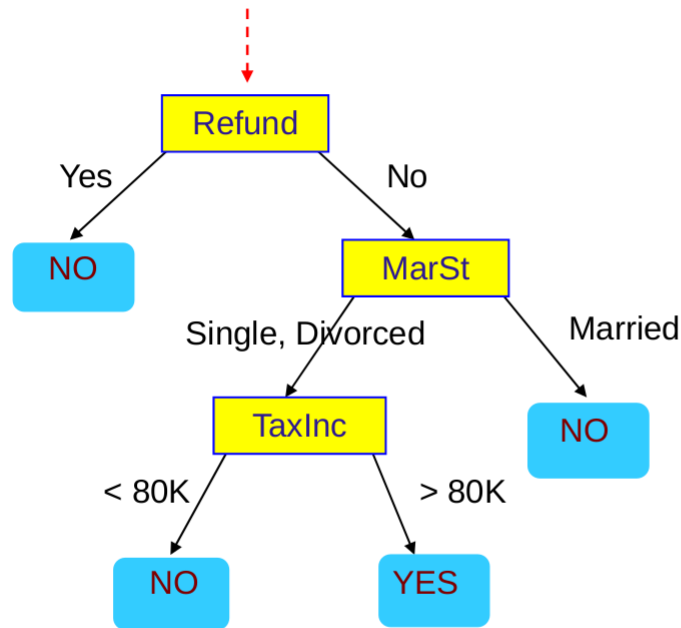 Refund
Yes
No
NO
MarSt
Single, Divorced
Married
TaxInc
NO
< 80K
> 80K
NO
YES